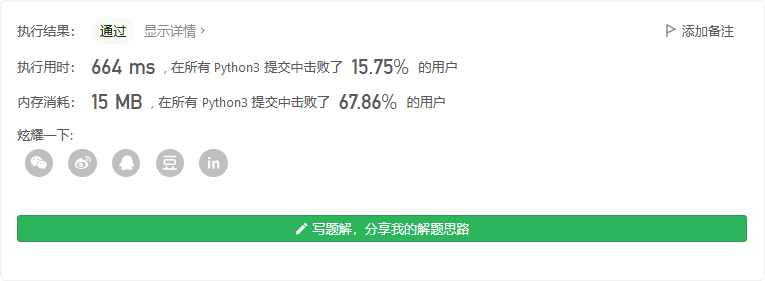 执行结果： 通过 显示详情 › 添加备注
执行用时： 664 ms , 在所有 Python3 提交中击败了 15.75% 的用户
内存消耗： 15 MB , 在所有 Python3 提交中击败了 67.86% 的用户
炫耀一下:
豆 in
写题解，分享我的解题思路